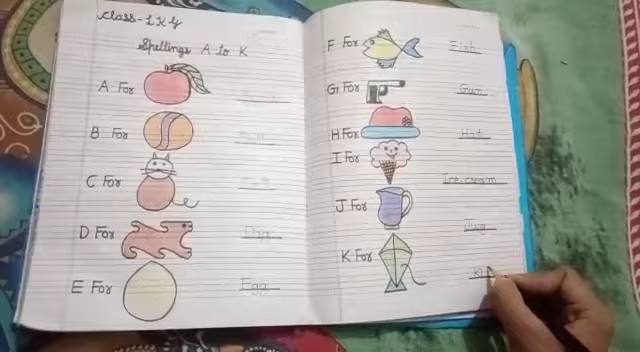 Class-LKG
Spellings A to K
A For
B For
C For
D For
E For Egg
F For Fish
G For Gun
H For Hat
I For Ice cream
J For Jug
K For